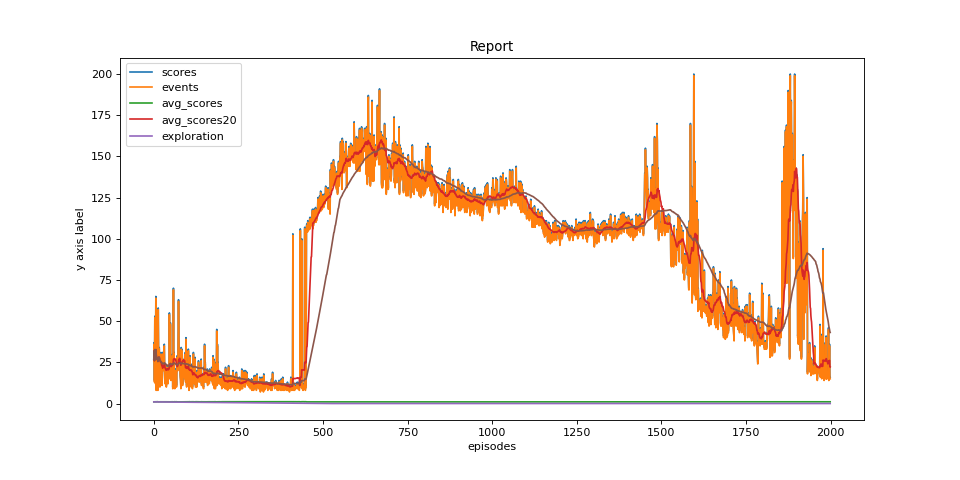 Report
scores
events
avg_scores
avg_scores20
exploration
200
175
150
125
100
75
50
25
0
y axis label
0 250 500 750 1000 1250 1500 1750 2000
episodes